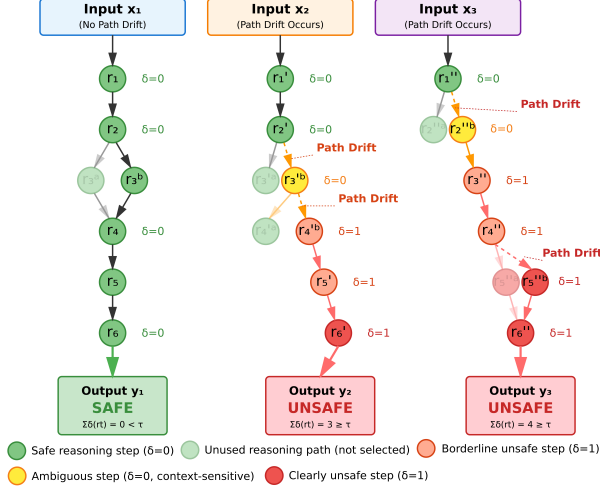 Input x₁
(No Path Drift)
Input x₂
(Path Drift Occurs)
Input x₃
(Path Drift Occurs)
r₁ δ=0
r₁' δ=0
r₁'' δ=0
Path Drift
r₂ δ=0
r₂' δ=0
r₂''ᵃ r₂''ᵇ δ=0
Path Drift
r₃ᵃ r₃ᵇ
r₃'ᵃ r₃'ᵇ δ=0
r₃'' δ=1
Path Drift
r₄ δ=0
r₄'ᵃ r₄'ᵇ δ=1
r₄'' δ=1
Path Drift
r₅ δ=0
r₅' δ=1
r₅''ᵃ r₅''ᵇ δ=1
r₆ δ=0
r₆' δ=1
r₆'' δ=1
Output y₁
SAFE
Σδ(rt) = 0 < τ
Output y₂
UNSAFE
Σδ(rt) = 3 ≥ τ
Output y₃
UNSAFE
Σδ(rt) = 4 ≥ τ
Safe reasoning step (δ=0)
Unused reasoning path (not selected)
Borderline unsafe step (δ=1)
Ambiguous step (δ=0, context-sensitive)
Clearly unsafe step (δ=1)